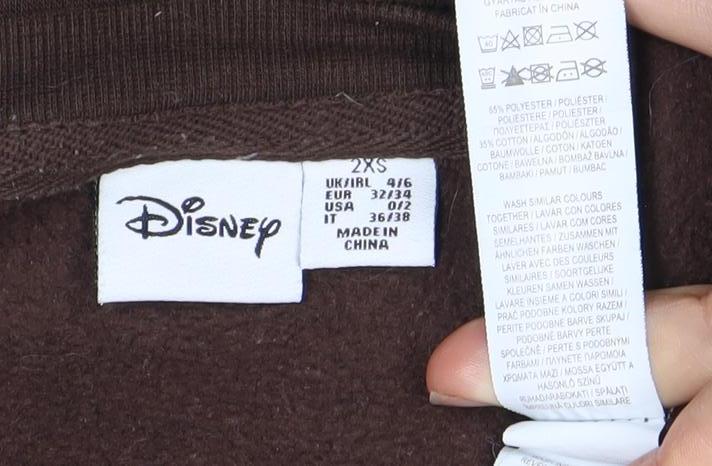 DISNEY
2XS
UK/IRL 4/6
EUR 32/34
USA 0/2
IT 36/38
MADE IN
CHINA
FABRICAT ÎN CHINA
65% POLYESTER / POLIÉSTER /
POLIESTERE / POLIESTER /
ΠΟΛΥΕΣΤΕΡΑΣ / POLIÉSZTER
35% COTTON / ALGODÓN / ALGODÃO /
BAUMWOLLE / COTON / KATOEN
COTONE / BAWEŁNA / BOMBAŽ BAVLNA /
BAMBAKI / PAMUT / BUMBAC
WASH SIMILAR COLOURS
TOGETHER / LAVAR CON COLORES
SIMILARES / LAVAR COM CORES
SEMELHANTES / ZUSAMMEN MIT
ÄHNLICHEN FARBEN WASCHEN /
LAVER AVEC DES COULEURS
SIMILAIRES / SOORTGELIJKE
KLEUREN SAMEN WASSEN /
LAVARE INSIEME A COLORI SIMILI /
PRAĆ PODOBNE KOLORY RAZEM /
PERITE PODOBNE BARVE SKUPAJ /
PODOBNÉ BARVY PERTE
SPOLEČNĚ / PERTE S PODOBNÝMI
FARBAMI / ΠΛΥΝΕΤΕ ΠΑΡΟΜΟΙΑ
ΧΡΩΜΑΤΑ ΜΑΖΙ / MOSSA EGYÜTT A
HASONLÓ SZÍNŰ
RUHADARABOKAT / SPĂLAȚI
ÎMPREUNĂ CULORI SIMILARE